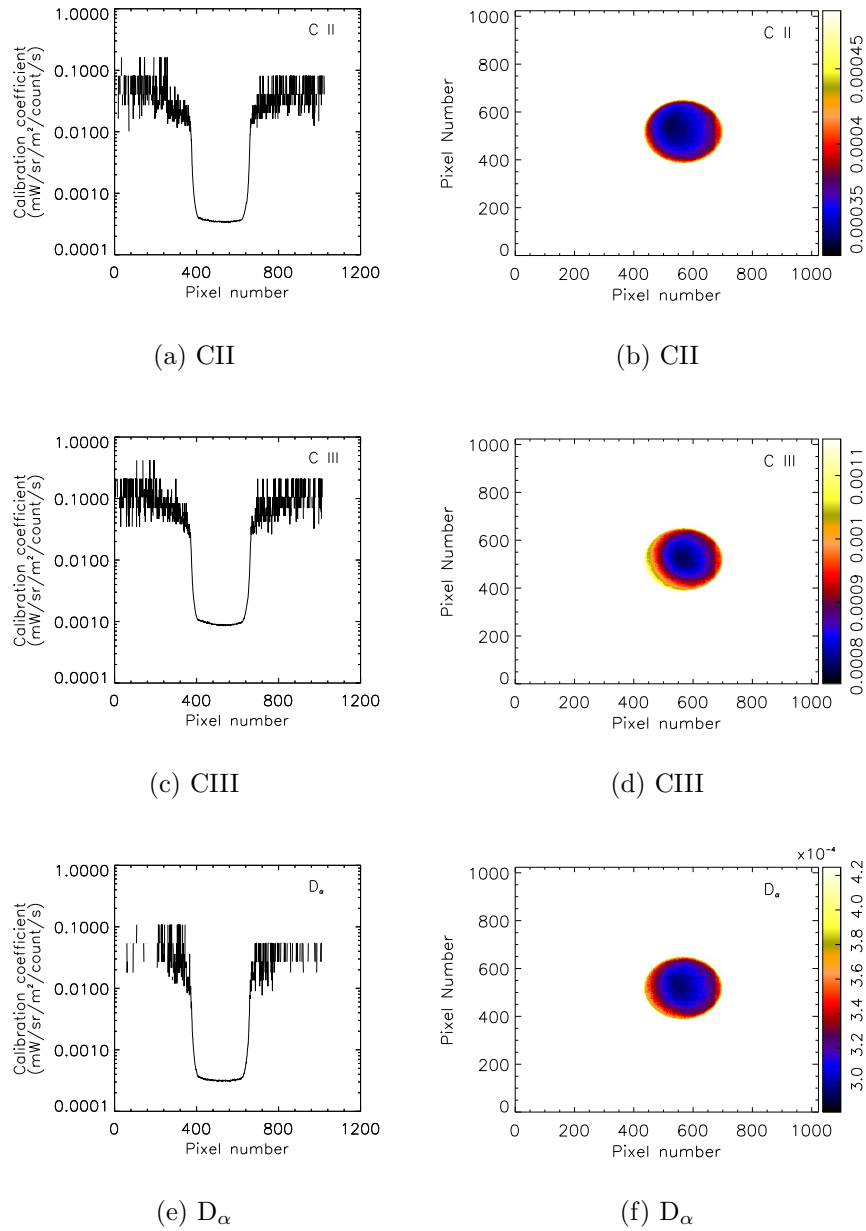 C II
Calibration coefficient
(mW/sr/m²/count/s)
1.0000
0.1000
0.0100
0.0010
0.0001
0 400 800 1200
Pixel number
(a) CII
C II
Pixel Number
1000
800
600
400
200
0
0 200 400 600 800 1000
Pixel number
0.00035 0.0004 0.00045
(b) CII
C III
Calibration coefficient
(mW/sr/m²/count/s)
1.0000
0.1000
0.0100
0.0010
0.0001
0 400 800 1200
Pixel number
(c) CIII
C III
Pixel Number
1000
800
600
400
200
0
0 200 400 600 800 1000
Pixel number
0.0008 0.0009 0.001 0.0011
(d) CIII
Dα
Calibration coefficient
(mW/sr/m²/count/s)
1.0000
0.1000
0.0100
0.0010
0.0001
0 400 800 1200
Pixel number
(e) Dα
×10⁻⁴
Dα
Pixel Number
1000
800
600
400
200
0
0 200 400 600 800 1000
Pixel number
3.0 3.2 3.4 3.6 3.8 4.0 4.2
(f) Dα